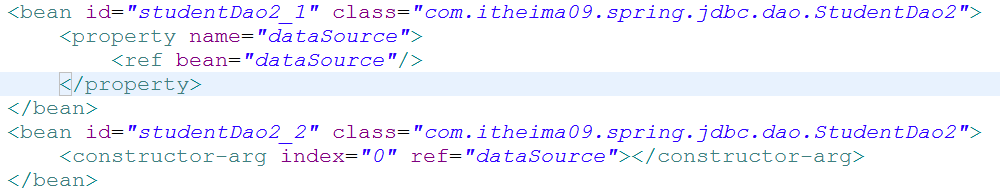 <bean id="studentDao2_1" class="com.itheima09.spring.jdbc.dao.StudentDao2">
    <property name="dataSource">
        <ref bean="dataSource"/>
    </property>
</bean>
<bean id="studentDao2_2" class="com.itheima09.spring.jdbc.dao.StudentDao2">
    <constructor-arg index="0" ref="dataSource"></constructor-arg>
</bean>